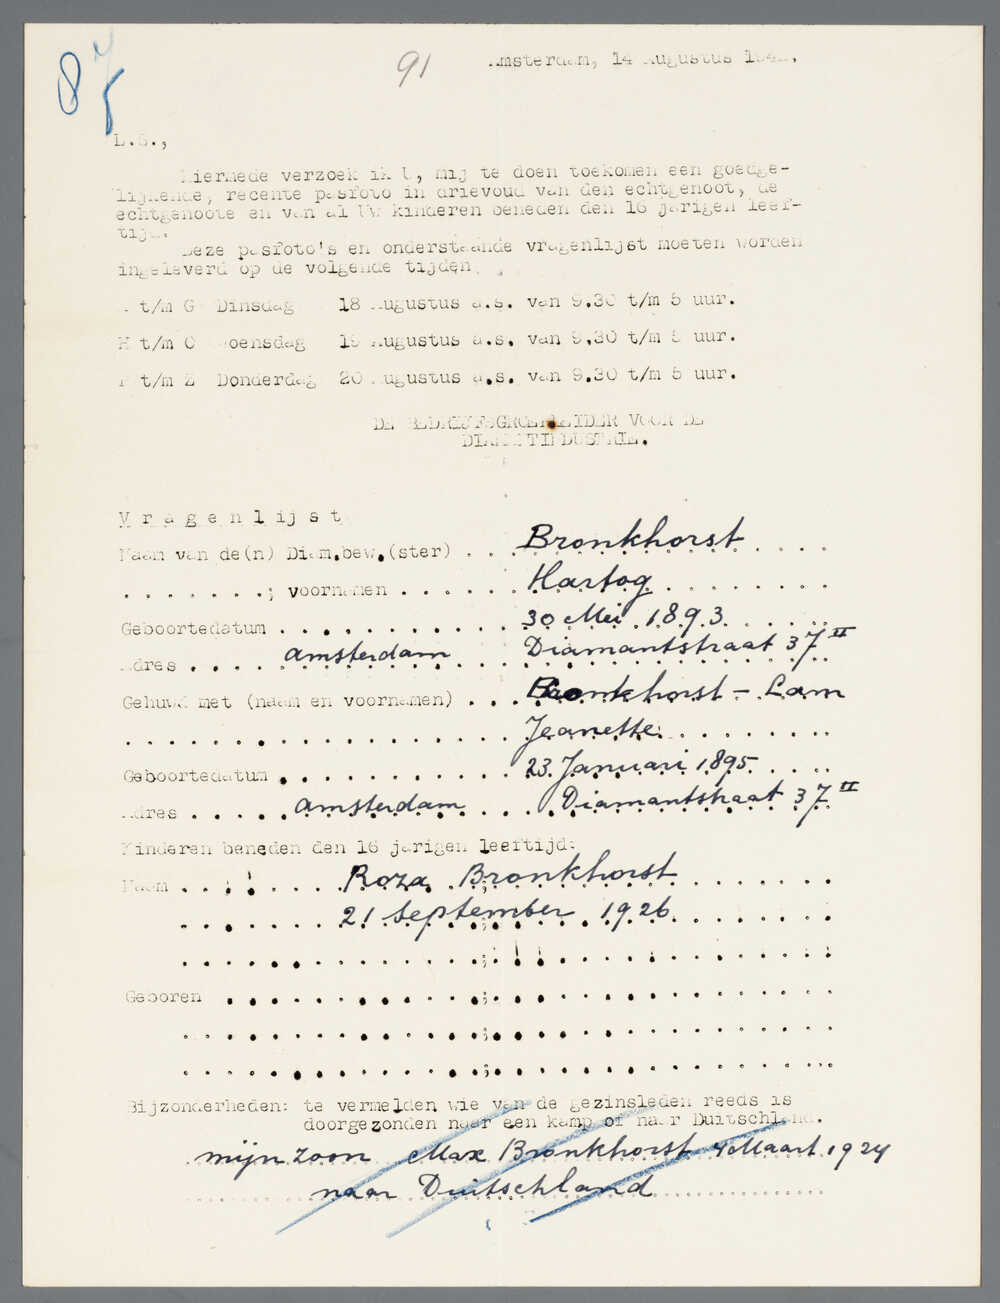 87
91
Amsterdam, 14 Augustus 1942.
L.S.,
Hiermede verzoek ik U, mij te doen toekomen een goedge-
lijkende, recente pasfoto in drievoud van den echtgenoot, de
echtgenoote en van al UW kinderen beneden den 16 jarigen leef-
tijd.
Deze pasfoto's en onderstaande vragenlijst moeten worden
ingeleverd op de volgende tijden
A t/m G Dinsdag 18 Augustus a.s. van 9.30 t/m 5 uur.
H t/m O Woensdag 19 Augustus a.s. van 9.30 t/m 5 uur.
P t/m Z Donderdag 20 Augustus a.s. van 9.30 t/m 5 uur.
DE BEDRIJFSGROEPLEIDER VOOR DE
DIAMANTINDUSTRIE.
Vragenlijst
Naam van de(n) Diam.bew.(ster) . . . Bronkhorst . . . .
. . . . . . . ; voornamen . . . . . . Hartog . . . . . . . .
Geboortedatum . . . . . . . . . . . 30 Mei 1893 . . . . .
Adres . . . . Amsterdam . . . . Diamantstraat 37 II
Gehuwd met (naam en voornamen) . . . Bronkhorst - Lam
. . . . . . . . . . . . . . . . . . Jeanette . . . . . . . .
Geboortedatum . . . . . . . . . . . 23 Januari 1895 . . . .
Adres . . . . . Amsterdam . . . . Diamantstraat 37 II
Kinderen beneden den 16 jarigen leeftijd:
Naam . . . . . . . Roza Bronkhorst . . . . . . .
. . . . . . . 21 September 1926 . . . . . . .
Geboren . . . . . . . . . . . . ; . . . . . . . . . . . . . . .
Bijzonderheden: te vermelden wie van de gezinsleden reeds is
doorgezonden naar een kamp of naar Duitschland.
mijn zoon Max Bronkhorst 4 Maart 1924
naar Duitschland